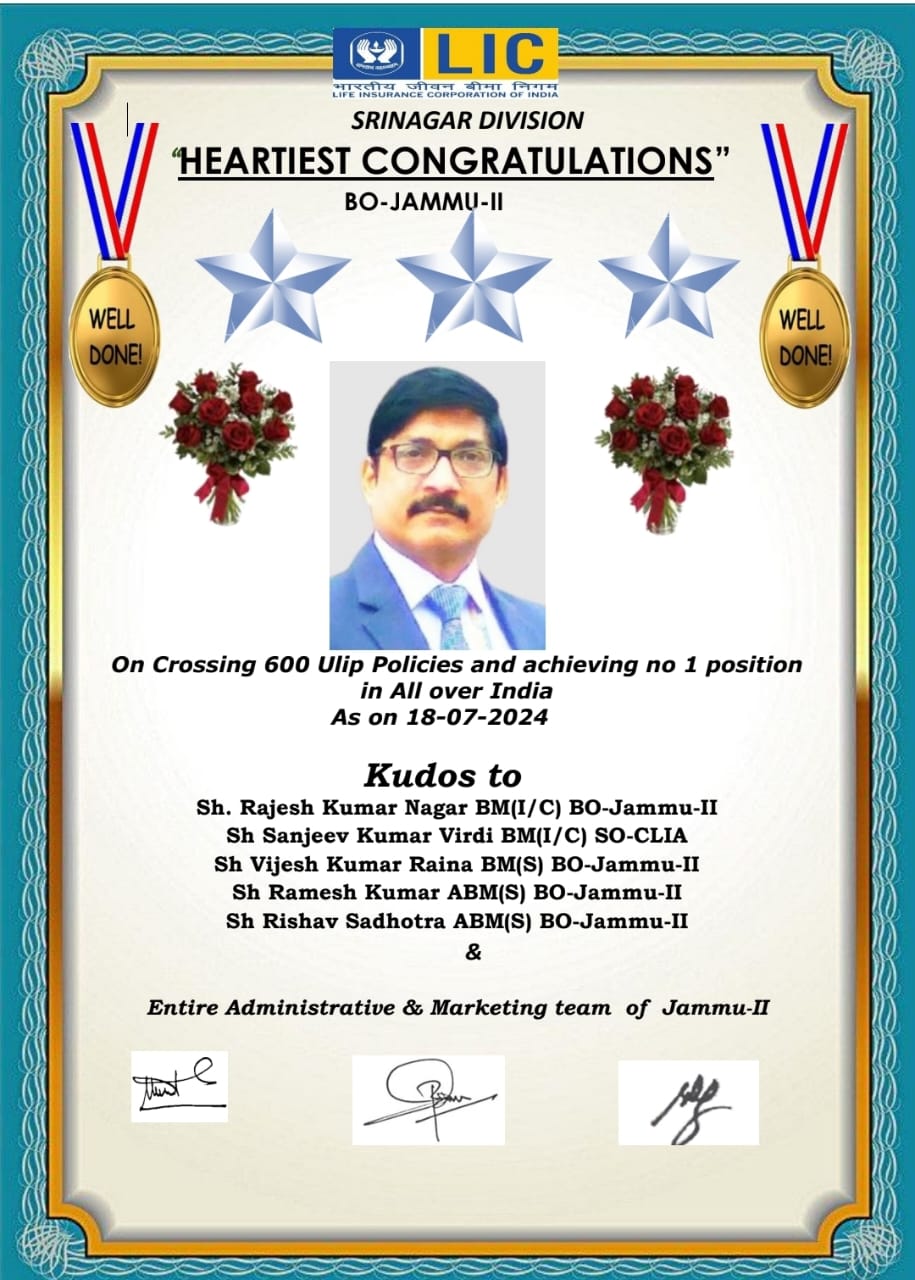 LIC
भारतीय जीवन बीमा निगम
LIFE INSURANCE CORPORATION OF INDIA
SRINAGAR DIVISION
“HEARTIEST CONGRATULATIONS”
BO-JAMMU-II
WELL
DONE!
WELL
DONE!
On Crossing 600 Ulip Policies and achieving no 1 position
in All over India
As on 18-07-2024
Kudos to
Sh. Rajesh Kumar Nagar BM(I/C) BO-Jammu-II
Sh Sanjeev Kumar Virdi BM(I/C) SO-CLIA
Sh Vijesh Kumar Raina BM(S) BO-Jammu-II
Sh Ramesh Kumar ABM(S) BO-Jammu-II
Sh Rishav Sadhotra ABM(S) BO-Jammu-II
&
Entire Administrative & Marketing team of Jammu-II